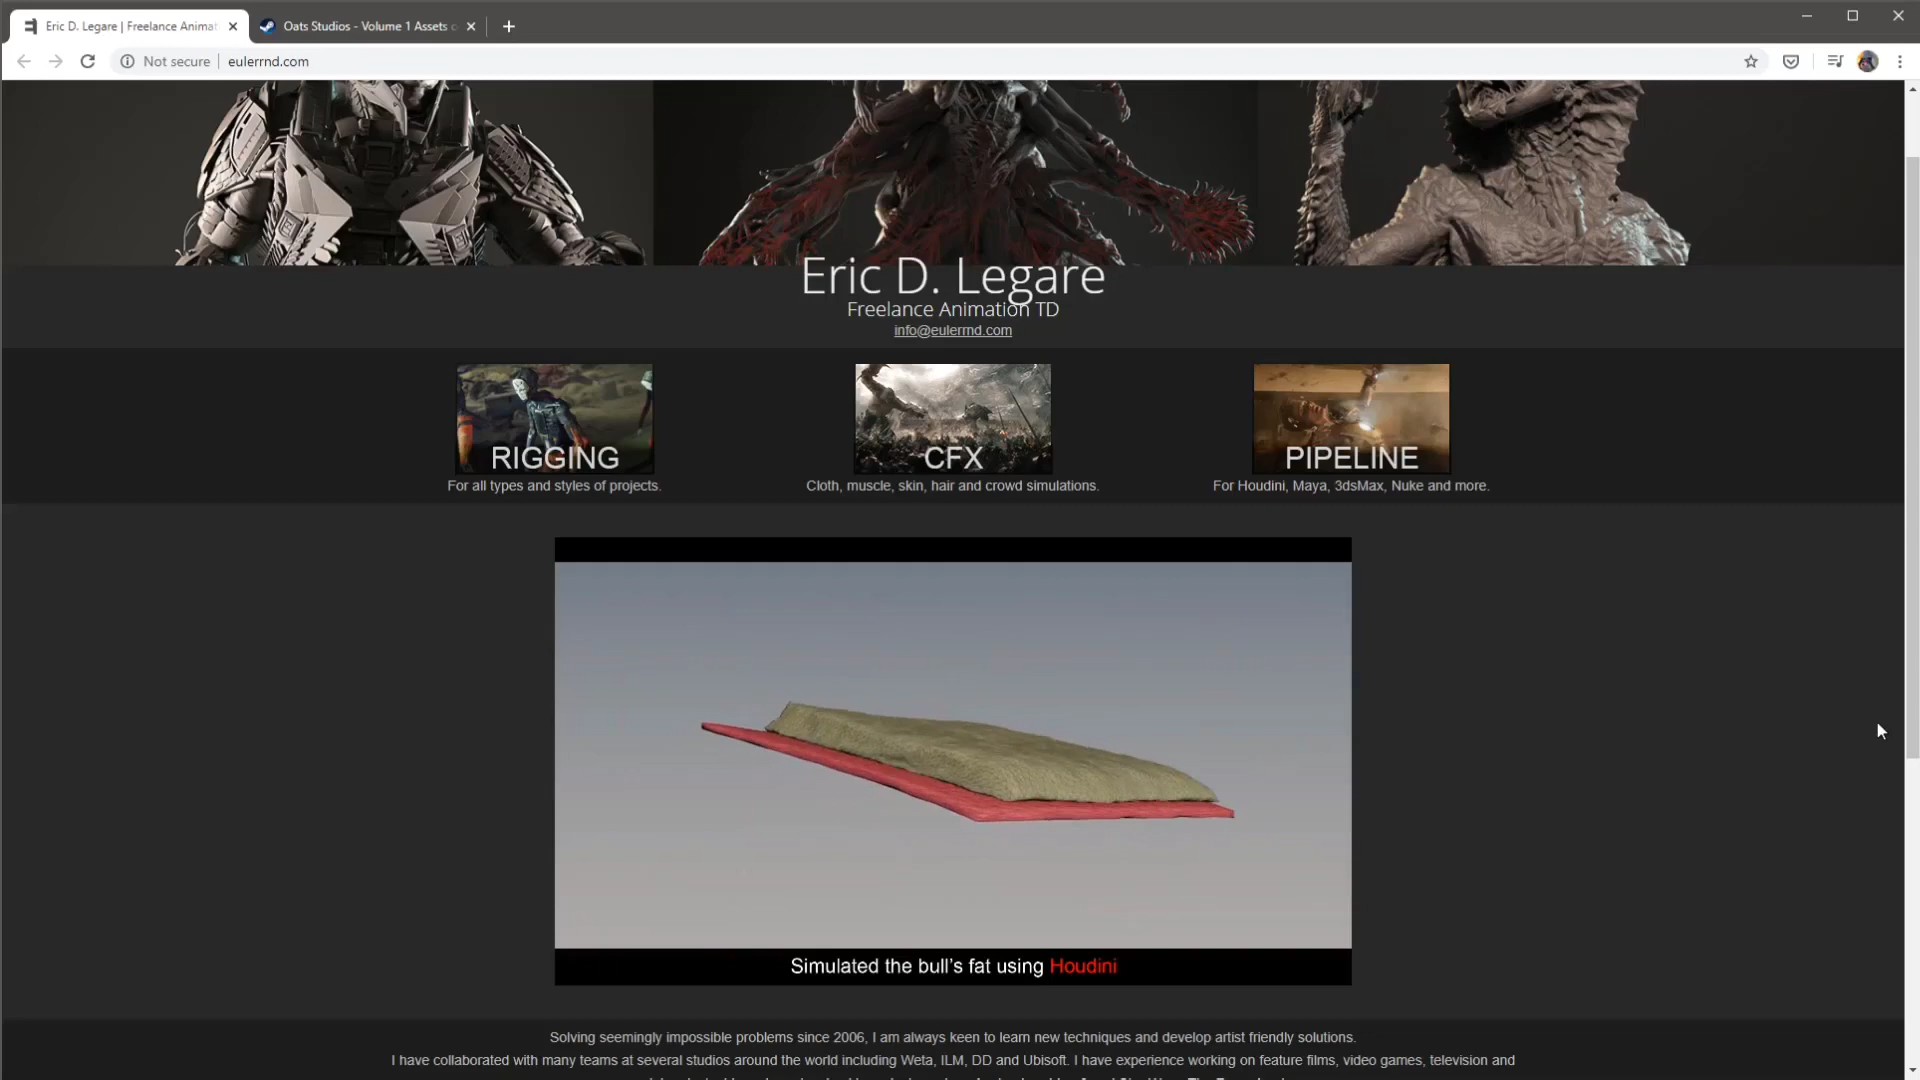 Eric D. Legare | Freelance Animat
Oats Studios - Volume 1 Assets o
Not secure
eulerrnd.com
Eric D. Legare
Freelance Animation TD
info@eulerrnd.com
RIGGING
CFX
PIPELINE
For all types and styles of projects.
Cloth, muscle, skin, hair and crowd simulations.
For Houdini, Maya, 3dsMax, Nuke and more.
Simulated the bull's fat using Houdini
Solving seemingly impossible problems since 2006, I am always keen to learn new techniques and develop artist friendly solutions.
I have collaborated with many teams at several studios around the world including Weta, ILM, DD and Ubisoft. I have experience working on feature films, video games, television and